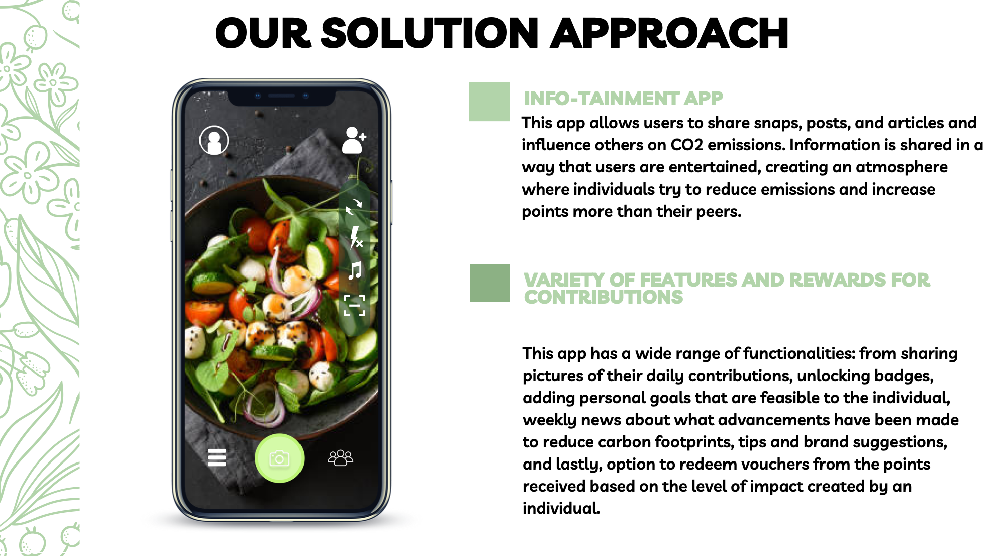 OUR SOLUTION APPROACH
INFO-TAINMENT APP
This app allows users to share snaps, posts, and articles and
influence others on CO2 emissions. Information is shared in a
way that users are entertained, creating an atmosphere
where individuals try to reduce emissions and increase
points more than their peers.
VARIETY OF FEATURES AND REWARDS FOR
CONTRIBUTIONS
This app has a wide range of functionalities: from sharing
pictures of their daily contributions, unlocking badges,
adding personal goals that are feasible to the individual,
weekly news about what advancements have been made
to reduce carbon footprints, tips and brand suggestions,
and lastly, option to redeem vouchers from the points
received based on the level of impact created by an
individual.